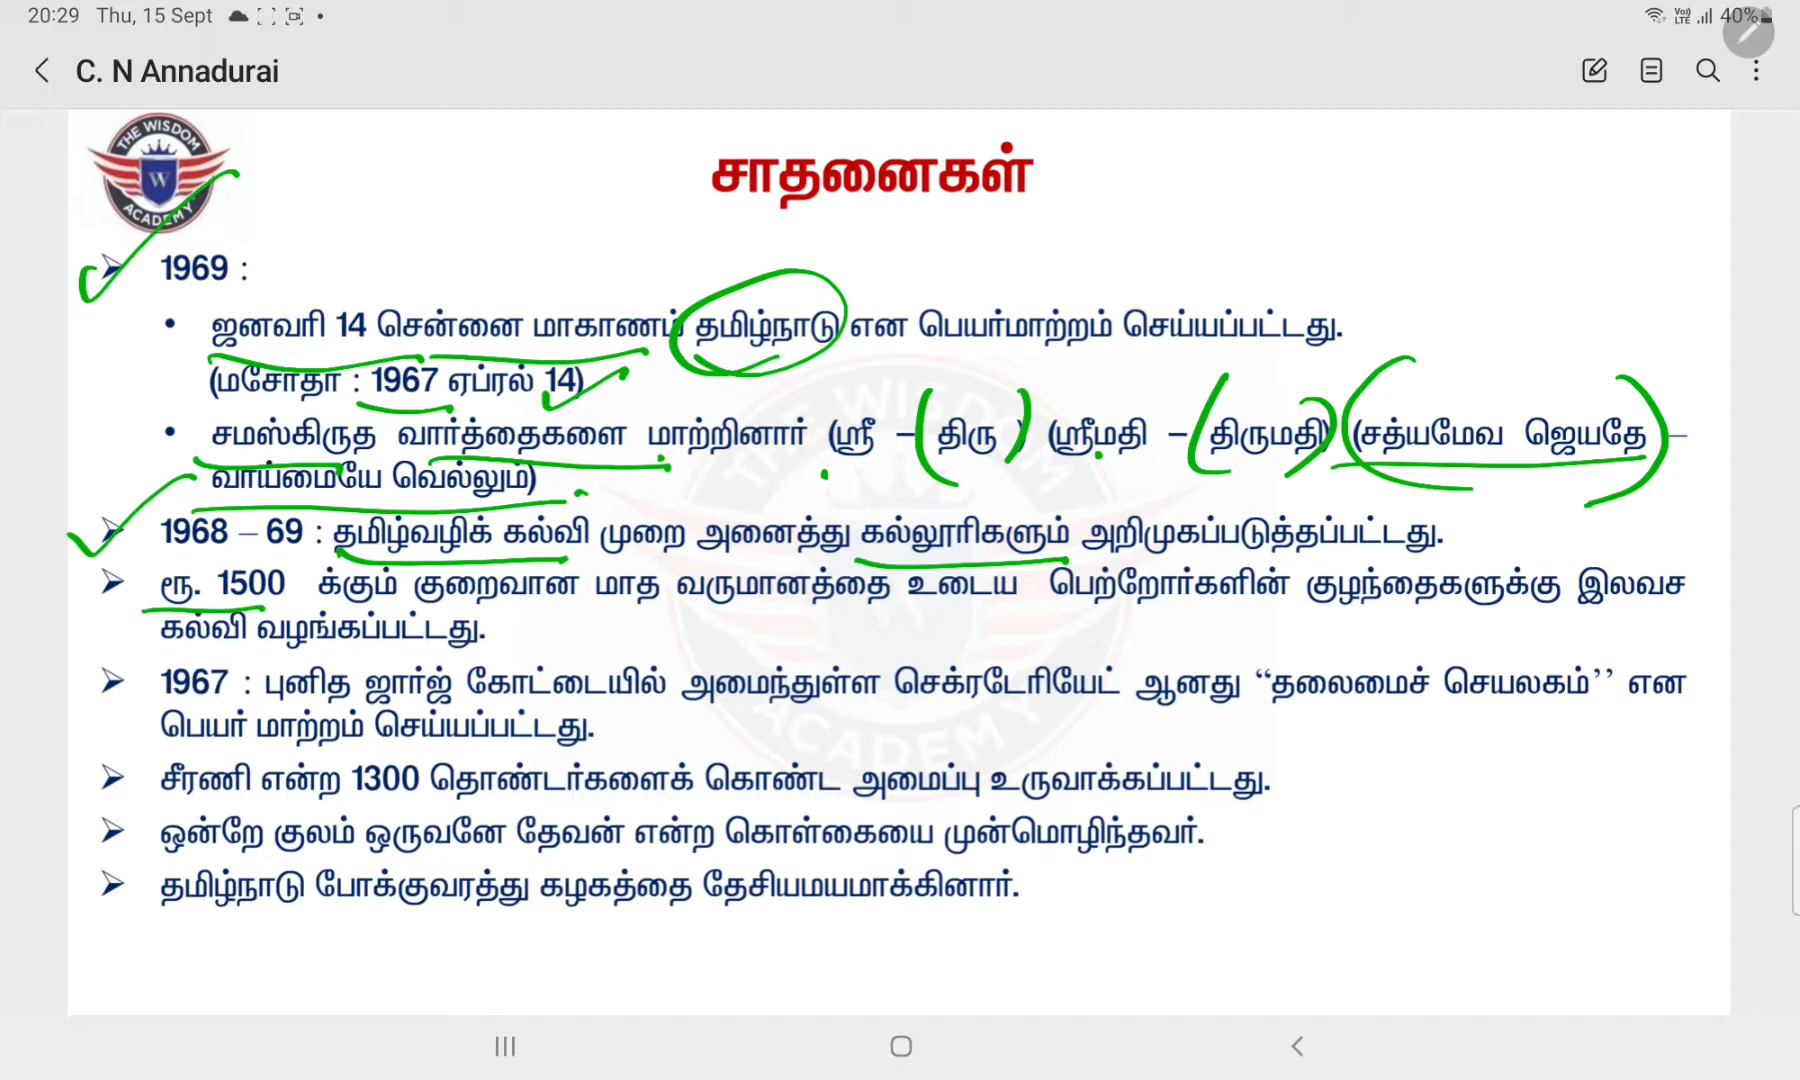 20:29 Thu, 15 Sept
40%
C. N Annadurai
THE WISDOM
W
ACADEMY
சாதனைகள்
1969 :
ஜனவரி 14 சென்னை மாகாணம் தமிழ்நாடு என பெயர்மாற்றம் செய்யப்பட்டது.
(மசோதா : 1967 ஏப்ரல் 14)
சமஸ்கிருத வார்த்தைகளை மாற்றினார் (ஸ்ரீ – திரு) (ஸ்ரீமதி – திருமதி) (சத்யமேவ ஜெயதே –
வாய்மையே வெல்லும்)
1968 – 69 : தமிழ்வழிக் கல்வி முறை அனைத்து கல்லூரிகளும் அறிமுகப்படுத்தப்பட்டது.
ரூ. 1500 க்கும் குறைவான மாத வருமானத்தை உடைய பெற்றோர்களின் குழந்தைகளுக்கு இலவச
கல்வி வழங்கப்பட்டது.
1967 : புனித ஜார்ஜ் கோட்டையில் அமைந்துள்ள செக்ரடேரியேட் ஆனது “தலைமைச் செயலகம்’’ என
பெயர் மாற்றம் செய்யப்பட்டது.
சீரணி என்ற 1300 தொண்டர்களைக் கொண்ட அமைப்பு உருவாக்கப்பட்டது.
ஒன்றே குலம் ஒருவனே தேவன் என்ற கொள்கையை முன்மொழிந்தவர்.
தமிழ்நாடு போக்குவரத்து கழகத்தை தேசியமயமாக்கினார்.